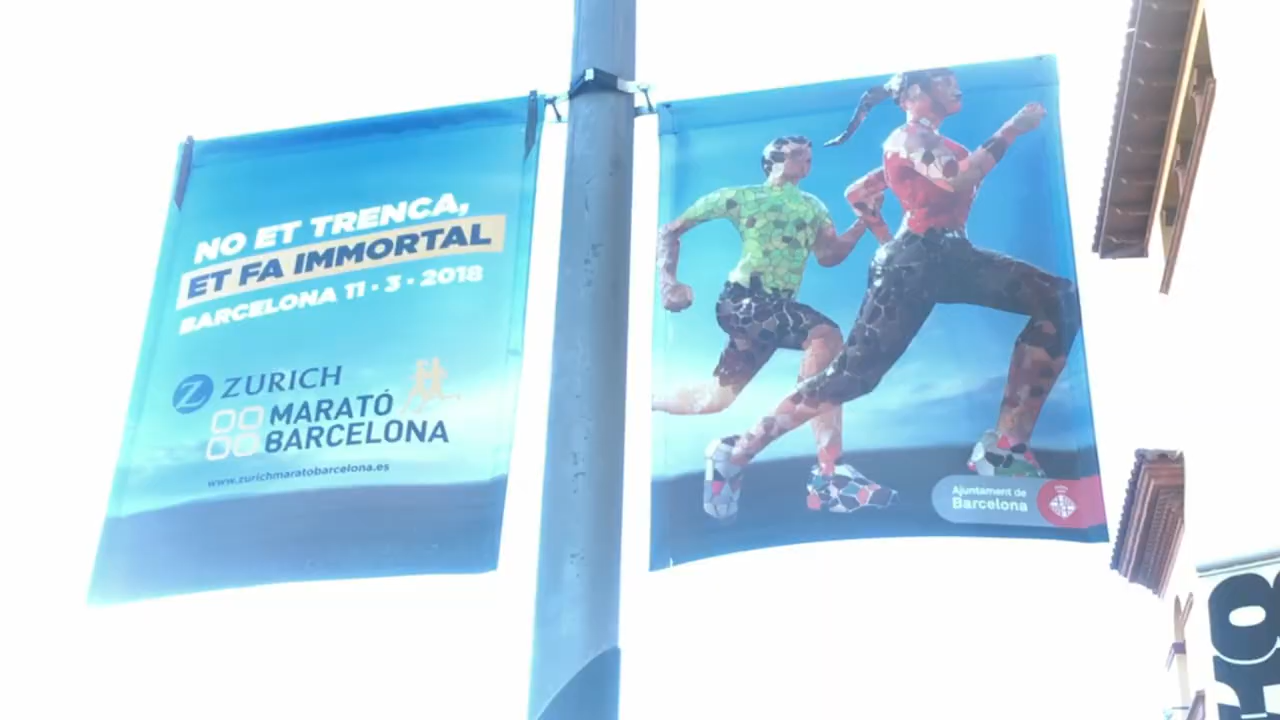 NO ET TRENCA,
ET FA IMMORTAL
BARCELONA 11 · 3 · 2018
ZURICH
MARATÓ
BARCELONA
www.zurichmaratobarcelona.es
Ajuntament de
Barcelona